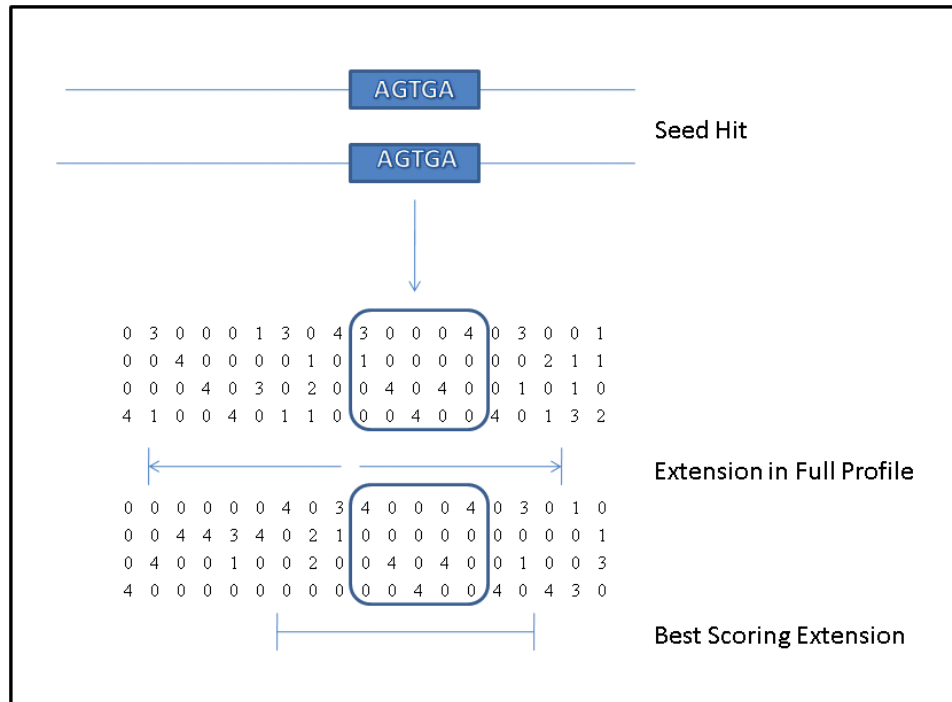 AGTGA
Seed Hit
AGTGA
0 3 0 0 0 1 3 0 4 3 0 0 0 4 0 3 0 0 1
0 0 4 0 0 0 0 1 0 1 0 0 0 0 0 0 2 1 1
0 0 0 4 0 3 0 2 0 0 4 0 4 0 0 1 0 1 0
4 1 0 0 4 0 1 1 0 0 0 4 0 0 4 0 1 3 2
Extension in Full Profile
0 0 0 0 0 0 4 0 3 4 0 0 0 4 0 3 0 1 0
0 0 4 4 3 4 0 2 1 0 0 0 0 0 0 0 0 0 1
0 4 0 0 1 0 0 2 0 0 4 0 4 0 0 1 0 0 3
4 0 0 0 0 0 0 0 0 0 0 4 0 0 4 0 4 3 0
Best Scoring Extension